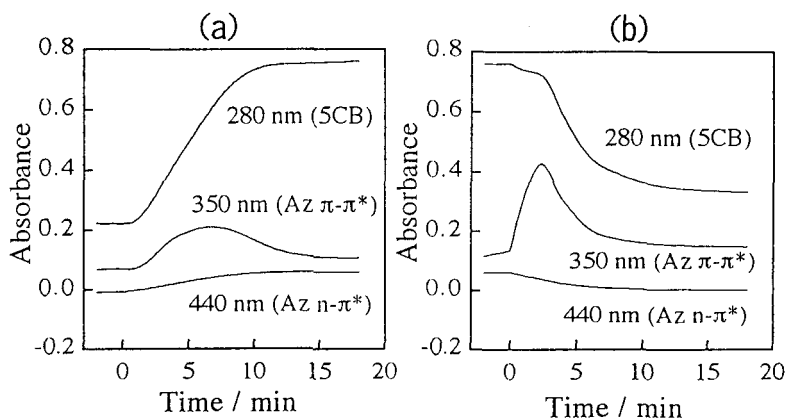 (a)
0.8
0.6
0.4
0.2
0.0
-0.2
Absorbance
280 nm (5CB)
350 nm (Az π-π*)
440 nm (Az n-π*)
0 5 10 15 20
Time / min
(b)
0.8
0.6
0.4
0.2
0.0
-0.2
Absorbance
280 nm (5CB)
350 nm (Az π-π*)
440 nm (Az n-π*)
0 5 10 15 20
Time / min